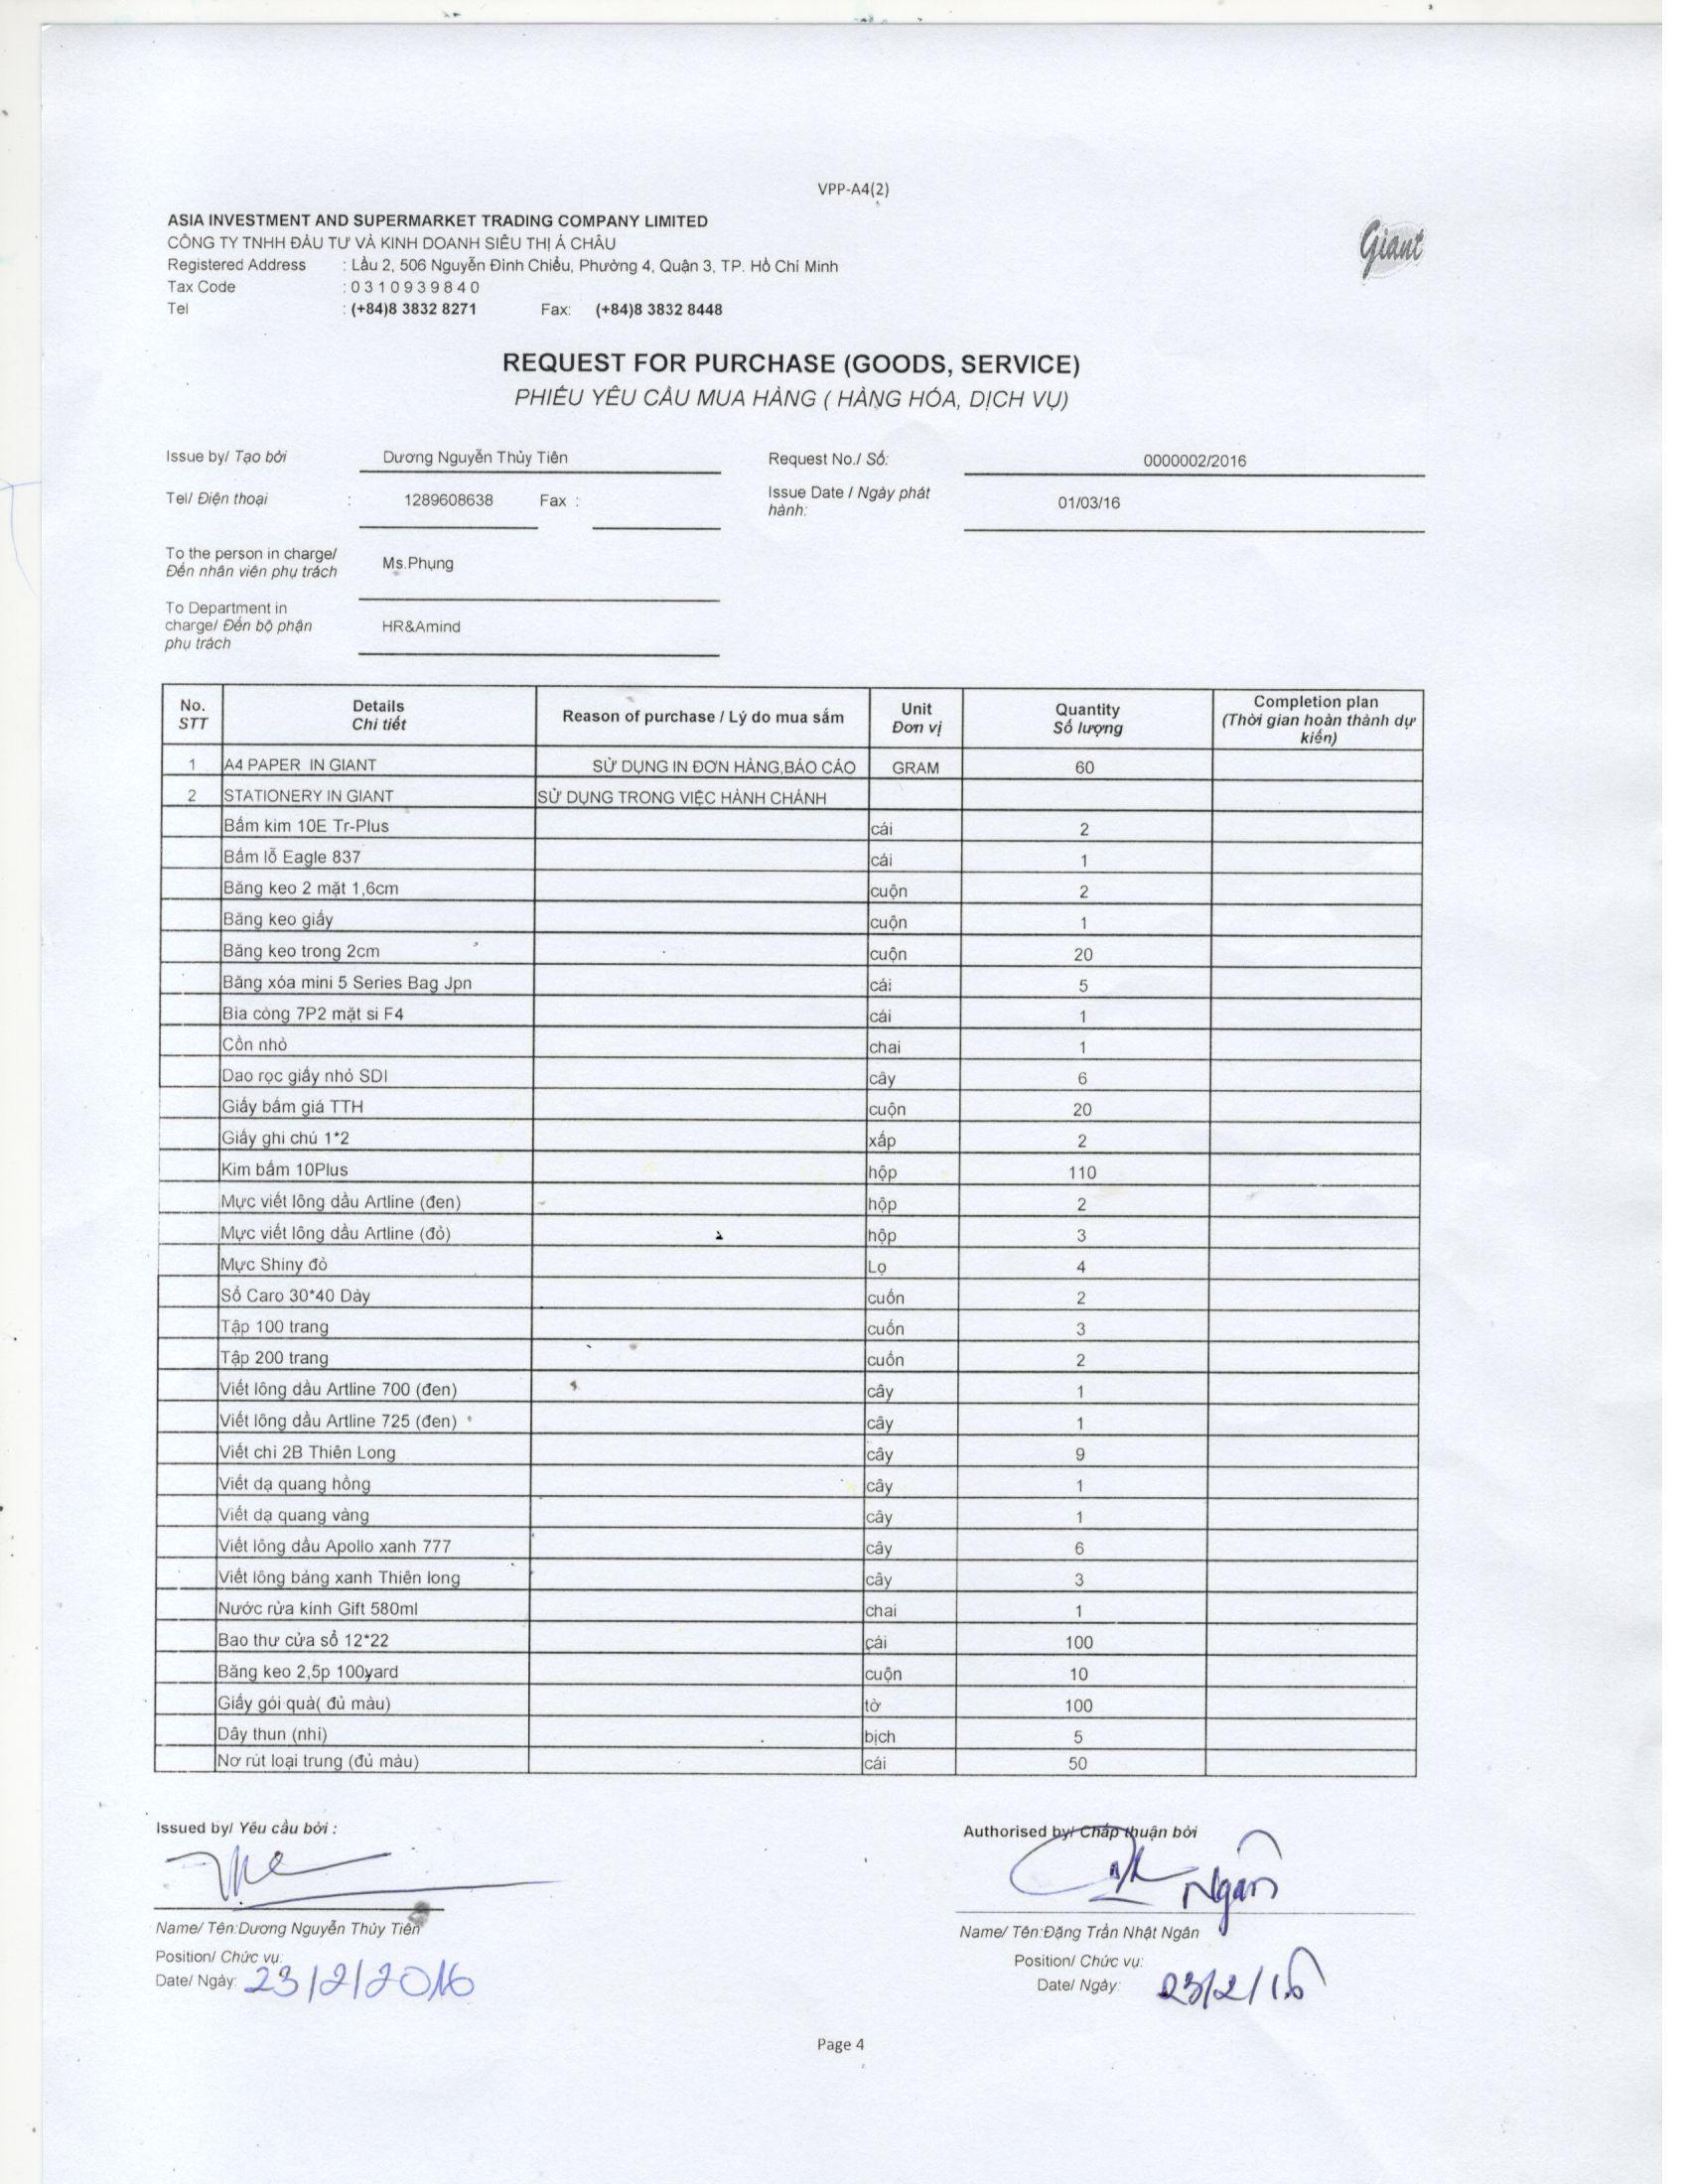 VPP-A4(2)
ASIA INVESTMENT AND SUPERMARKET TRADING COMPANY LIMITED
CÔNG TY TNHH ĐẦU TƯ VÀ KINH DOANH SIÊU THỊ Á CHÂU
Giant
Registered Address : Lầu 2, 506 Nguyễn Đình Chiểu, Phường 4, Quận 3, TP. Hồ Chí Minh
Tax Code : 0 3 1 0 9 3 9 8 4 0
Tel : (+84)8 3832 8271 Fax: (+84)8 3832 8448
REQUEST FOR PURCHASE (GOODS, SERVICE)
PHIẾU YÊU CẦU MUA HÀNG ( HÀNG HÓA, DỊCH VỤ)
Issue by/ Tạo bởi Dương Nguyễn Thủy Tiên Request No./ Số: 0000002/2016
Tel/ Điện thoại : 1289608638 Fax : Issue Date / Ngày phát
hành: 01/03/16
To the person in charge/
Đến nhân viên phụ trách Ms.Phụng
To Department in
charge/ Đến bộ phận HR&Amind
phụ trách
No. Details Reason of purchase / Lý do mua sắm Unit Quantity Completion plan
STT Chi tiết Đơn vị Số lượng (Thời gian hoàn thành dự
kiến)
1 A4 PAPER IN GIANT SỬ DỤNG IN ĐƠN HÀNG,BÁO CÁO GRAM 60
2 STATIONERY IN GIANT SỬ DỤNG TRONG VIỆC HÀNH CHÁNH
Bấm kim 10E Tr-Plus cái 2
Bấm lỗ Eagle 837 cái 1
Băng keo 2 mặt 1,6cm cuộn 2
Băng keo giấy cuộn 1
Băng keo trong 2cm cuộn 20
Băng xóa mini 5 Series Bag Jpn cái 5
Bìa còng 7P2 mặt si F4 cái 1
Cồn nhỏ chai 1
Dao rọc giấy nhỏ SDI cây 6
Giấy bấm giá TTH cuộn 20
Giấy ghi chú 1*2 xấp 2
Kim bấm 10Plus hộp 110
Mực viết lông dầu Artline (đen) hộp 2
Mực viết lông dầu Artline (đỏ) hộp 3
Mực Shiny đỏ Lọ 4
Sổ Caro 30*40 Dày cuốn 2
Tập 100 trang cuốn 3
Tập 200 trang cuốn 2
Viết lông dầu Artline 700 (đen) cây 1
Viết lông dầu Artline 725 (đen) cây 1
Viết chì 2B Thiên Long cây 9
Viết dạ quang hồng cây 1
Viết dạ quang vàng cây 1
Viết lông dầu Apollo xanh 777 cây 6
Viết lông bảng xanh Thiên long cây 3
Nước rửa kính Gift 580ml chai 1
Bao thư cửa sổ 12*22 cái 100
Băng keo 2,5p 100yard cuộn 10
Giấy gói quà( đủ màu) tờ 100
Dây thun (nhí) bịch 5
Nơ rút loại trung (đủ màu) cái 50
Issued by/ Yêu cầu bởi : Authorised by/ Chấp thuận bởi
Ngân
Name/ Tên:Dương Nguyễn Thủy Tiên Name/ Tên:Đặng Trần Nhật Ngân
Position/ Chức vụ: Position/ Chức vụ:
Date/ Ngày: 23/2/2016 Date/ Ngày: 23/2/16
Page 4